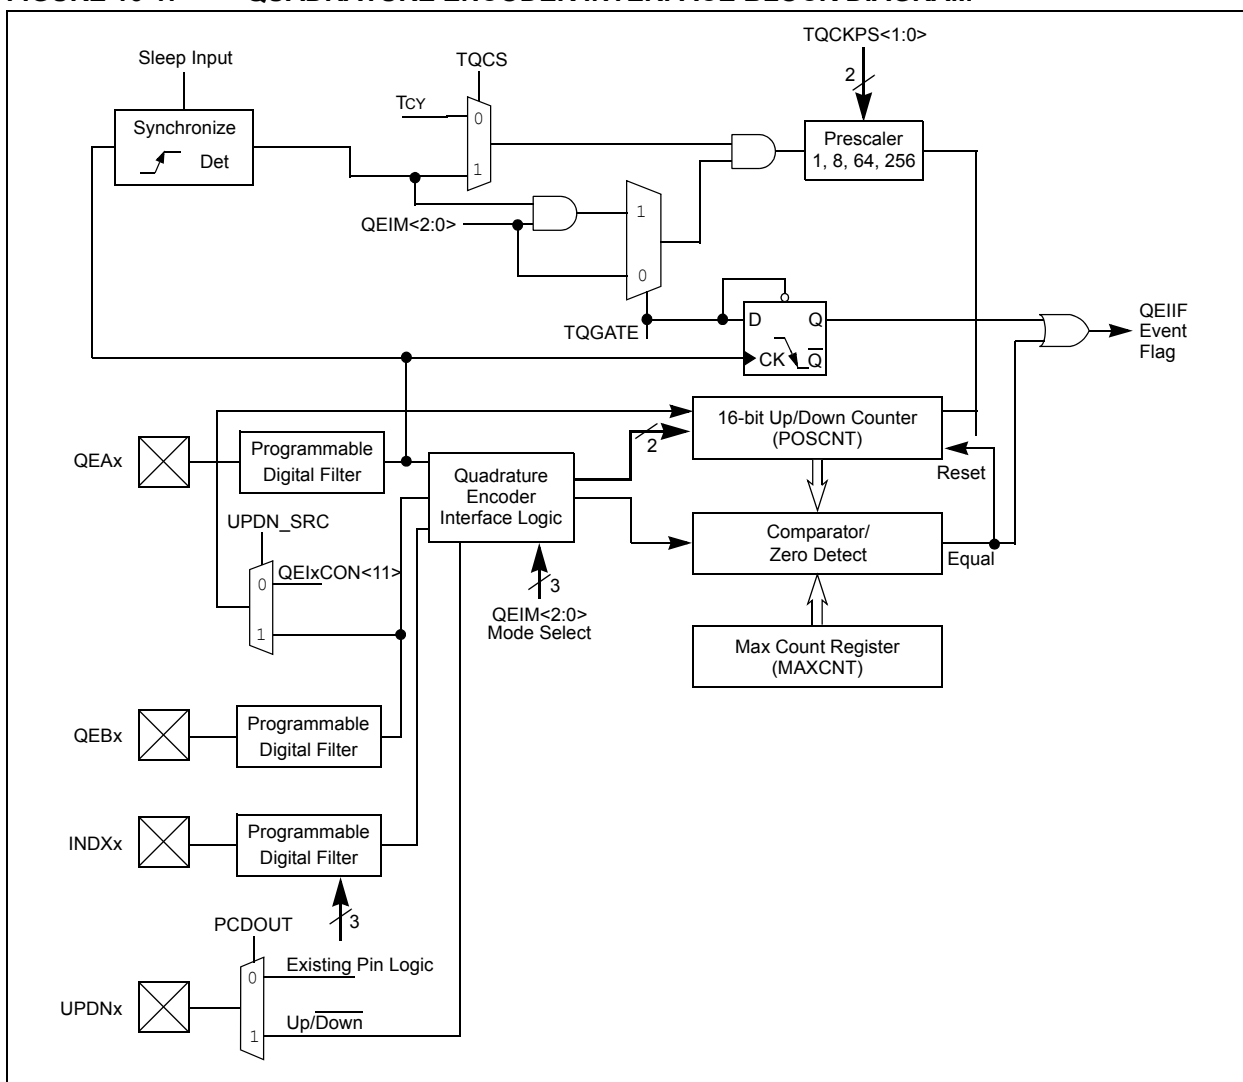 TQCKPS<1:0>
Sleep Input
TQCS
2
TCY
0
Synchronize
Det
1
Prescaler
1, 8, 64, 256
QEIM<2:0>
1
0
TQGATE
D
Q
CK
Q
QEIIF
Event
Flag
16-bit Up/Down Counter
(POSCNT)
2
QEAx
Programmable
Digital Filter
Quadrature
Encoder
Interface Logic
Reset
UPDN_SRC
Comparator/
Zero Detect
Equal
0
QEIxCON<11>
3
QEIM<2:0>
Mode Select
1
Max Count Register
(MAXCNT)
QEBx
Programmable
Digital Filter
INDXx
Programmable
Digital Filter
3
PCDOUT
0
Existing Pin Logic
UPDNx
1
Up/Down